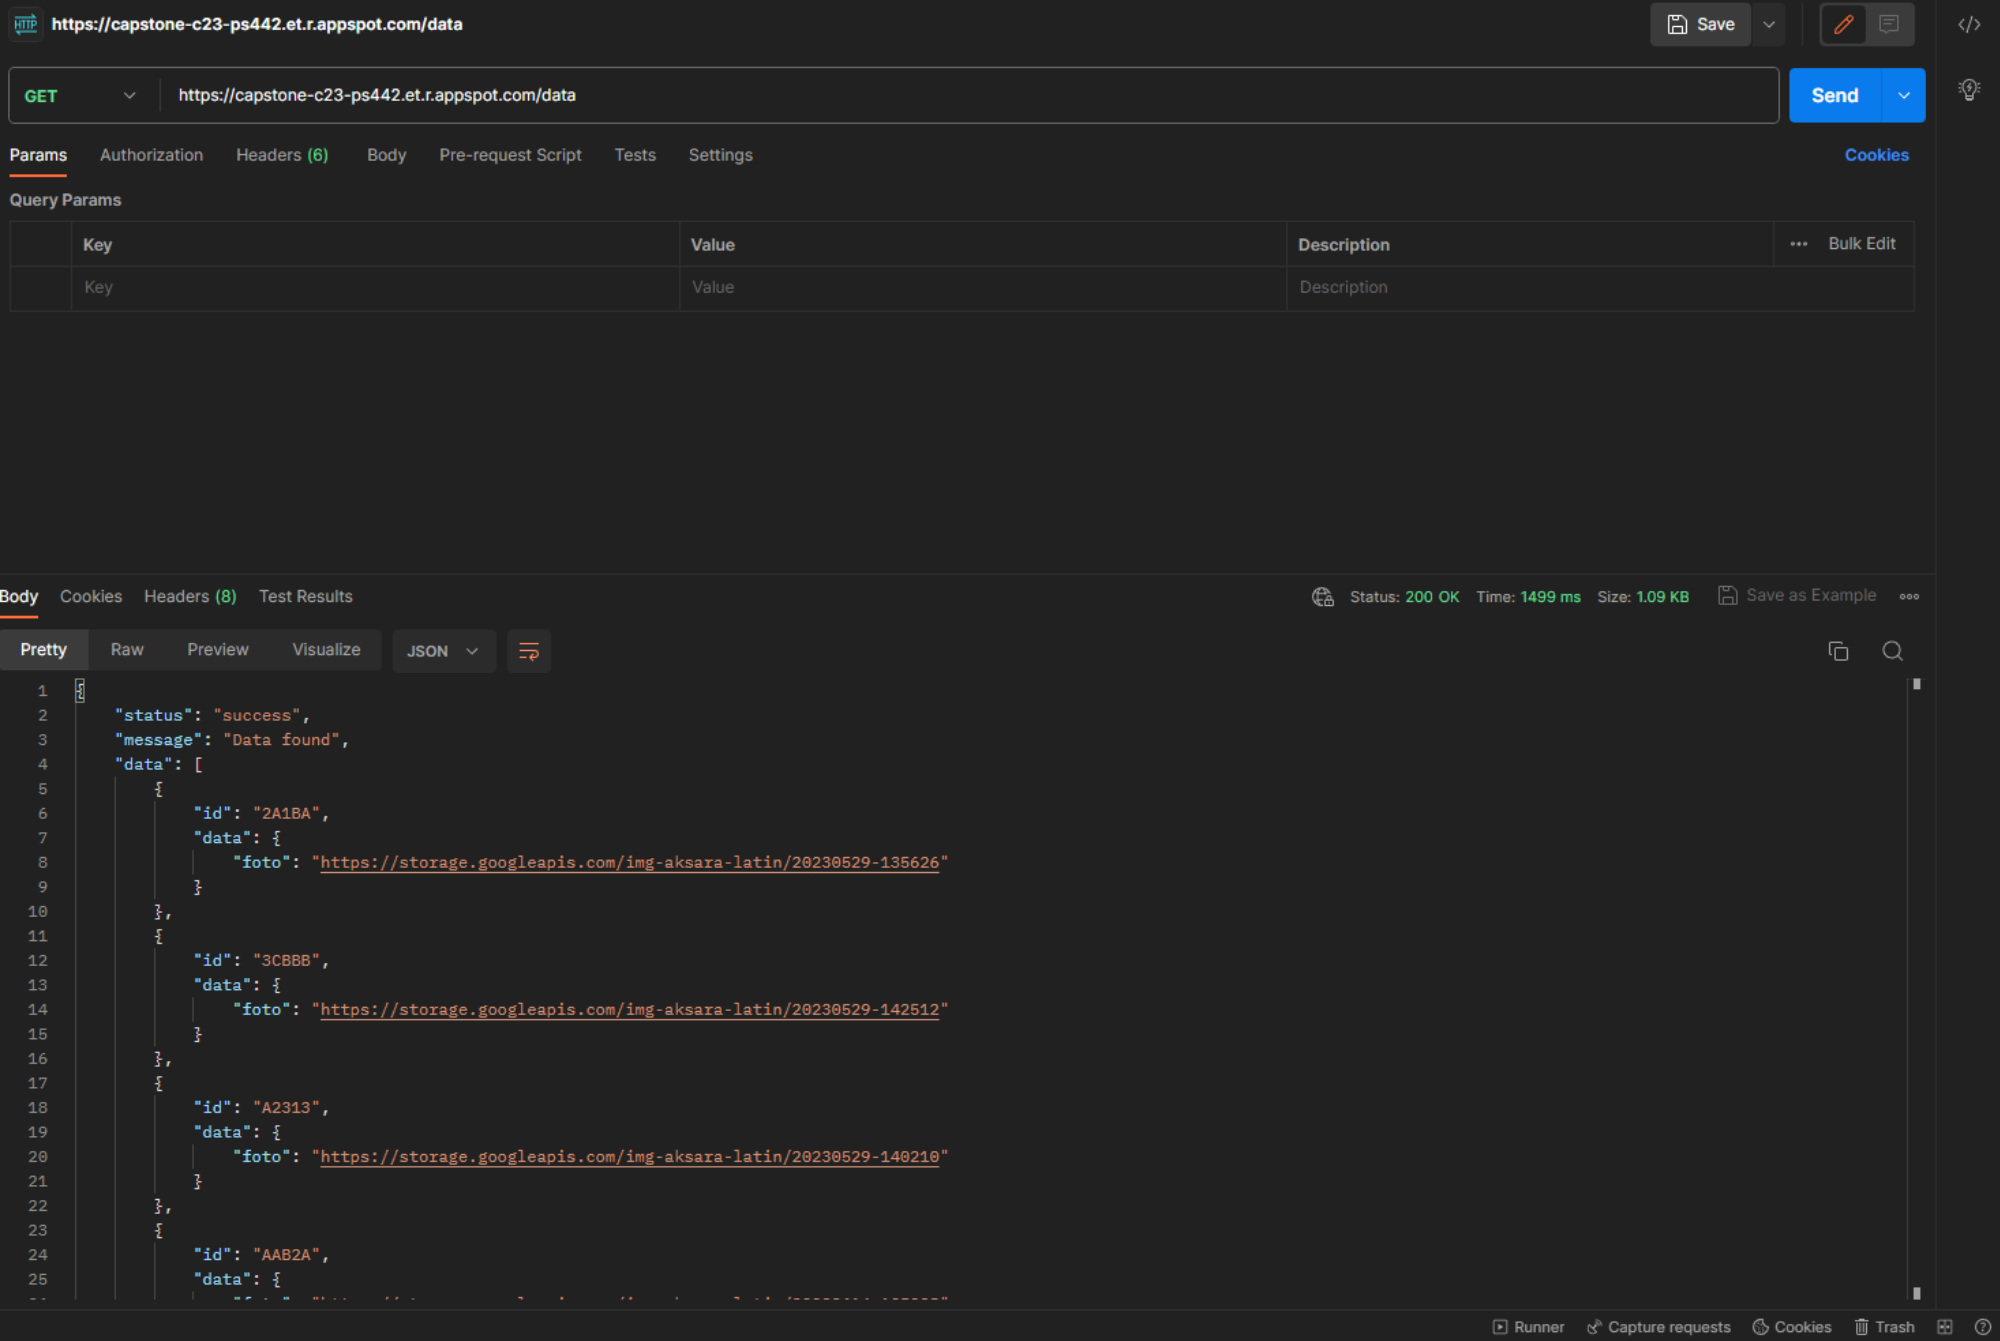 HTTP https://capstone-c23-ps442.et.r.appspot.com/data Save
GET https://capstone-c23-ps442.et.r.appspot.com/data Send
Params Authorization Headers (6) Body Pre-request Script Tests Settings Cookies
Query Params
Key Value Description ••• Bulk Edit
Key Value Description
Body Cookies Headers (8) Test Results Status: 200 OK Time: 1499 ms Size: 1.09 KB Save as Example
Pretty Raw Preview Visualize JSON
1 {
2 "status": "success",
3 "message": "Data found",
4 "data": [
5 {
6 "id": "2A1BA",
7 "data": {
8 "foto": "https://storage.googleapis.com/img-aksara-latin/20230529-135626"
9 }
10 },
11 {
12 "id": "3CBBB",
13 "data": {
14 "foto": "https://storage.googleapis.com/img-aksara-latin/20230529-142512"
15 }
16 },
17 {
18 "id": "A2313",
19 "data": {
20 "foto": "https://storage.googleapis.com/img-aksara-latin/20230529-140210"
21 }
22 },
23 {
24 "id": "AAB2A",
25 "data": {
Runner Capture requests Cookies Trash